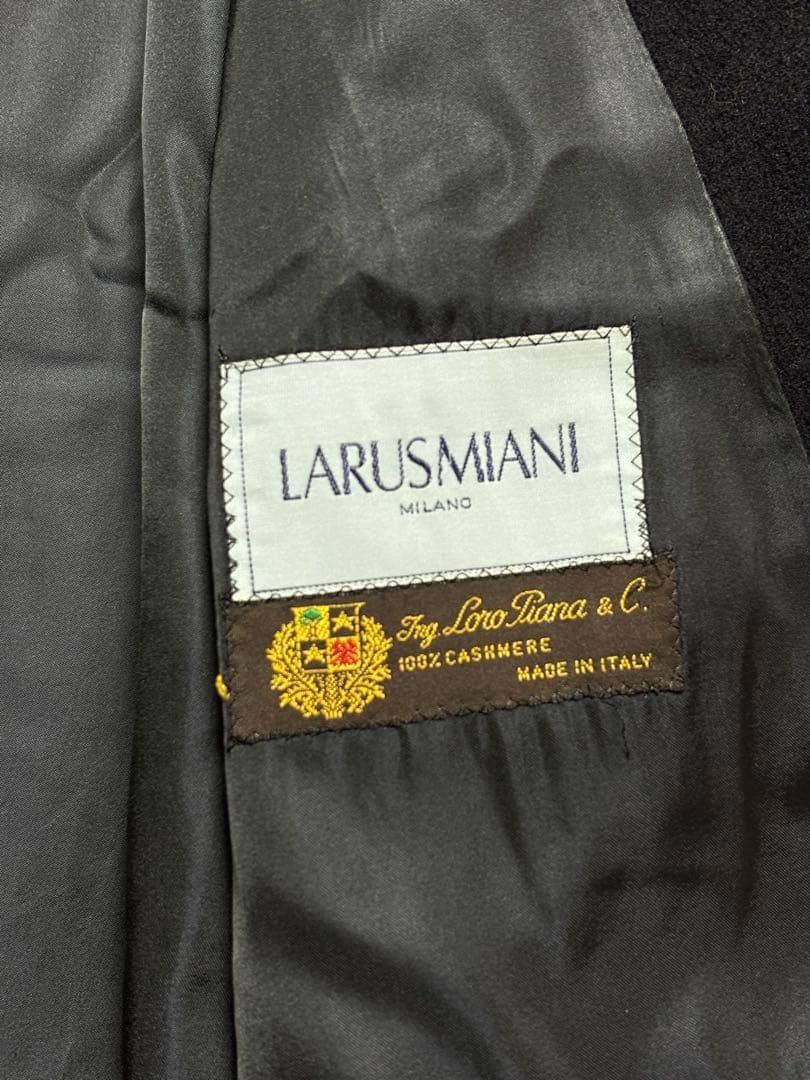 LARUSMIANI
MILANO
Ing. Loro Piana & C.
100% CASHMERE
MADE IN ITALY